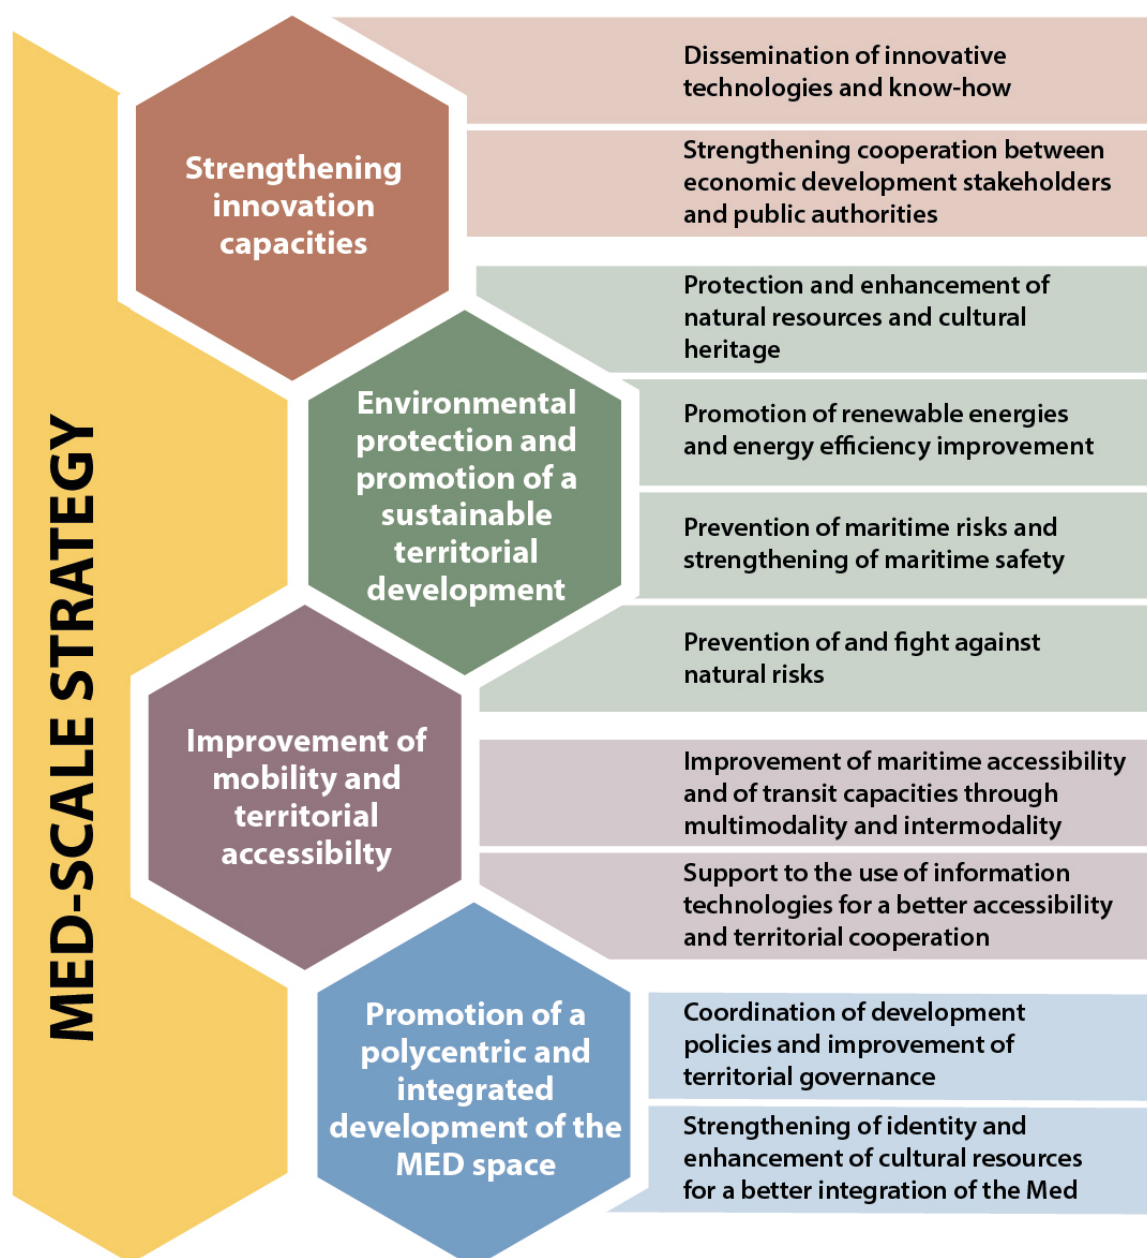 MED-SCALE STRATEGY
Strengthening
innovation
capacities
Dissemination of innovative
technologies and know-how
Strengthening cooperation between
economic development stakeholders
and public authorities
Environmental
protection and
promotion of a
sustainable
territorial
development
Protection and enhancement of
natural resources and cultural
heritage
Promotion of renewable energies
and energy efficiency improvement
Prevention of maritime risks and
strengthening of maritime safety
Prevention of and fight against
natural risks
Improvement of
mobility and
territorial
accessibilty
Improvement of maritime accessibility
and of transit capacities through
multimodality and intermodality
Support to the use of information
technologies for a better accessibility
and territorial cooperation
Promotion of a
polycentric and
integrated
development of the
MED space
Coordination of development
policies and improvement of
territorial governance
Strengthening of identity and
enhancement of cultural resources
for a better integration of the Med